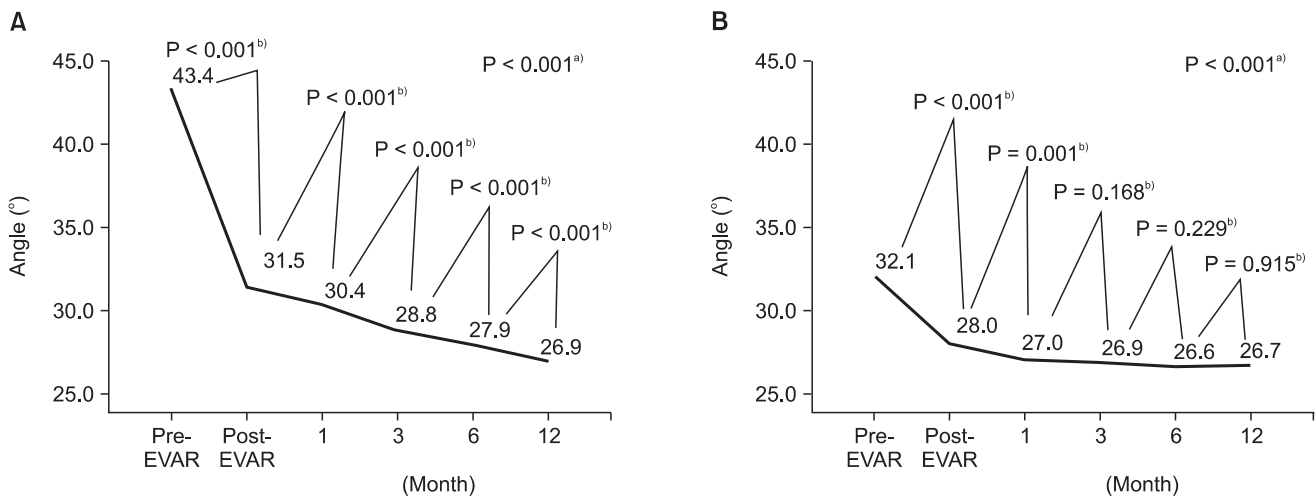 A
45.0
40.0
35.0
30.0
25.0
Angle (°)
P < 0.001b)
43.4
P < 0.001a)
P < 0.001b)
P < 0.001b)
P < 0.001b)
P < 0.001b)
31.5
30.4
28.8
27.9
26.9
Pre-
EVAR
Post-
EVAR
1
3
6
12
(Month)
B
45.0
40.0
35.0
30.0
25.0
Angle (°)
P < 0.001a)
P < 0.001b)
P = 0.001b)
P = 0.168b)
P = 0.229b)
P = 0.915b)
32.1
28.0
27.0
26.9
26.6
26.7
Pre-
EVAR
Post-
EVAR
1
3
6
12
(Month)